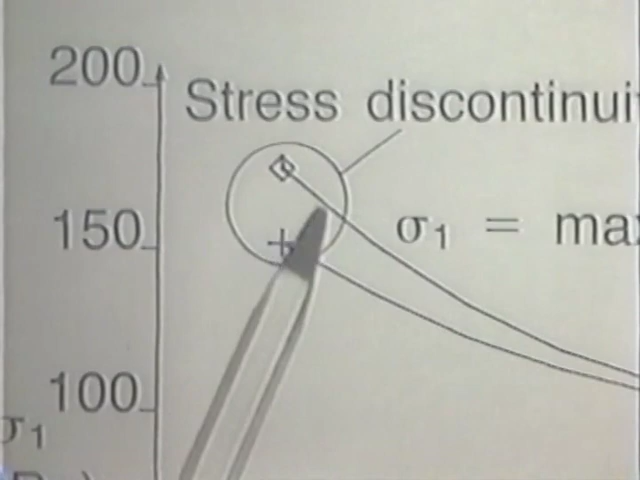 200
Stress discontinui
150
σ₁ = ma
100
σ₁